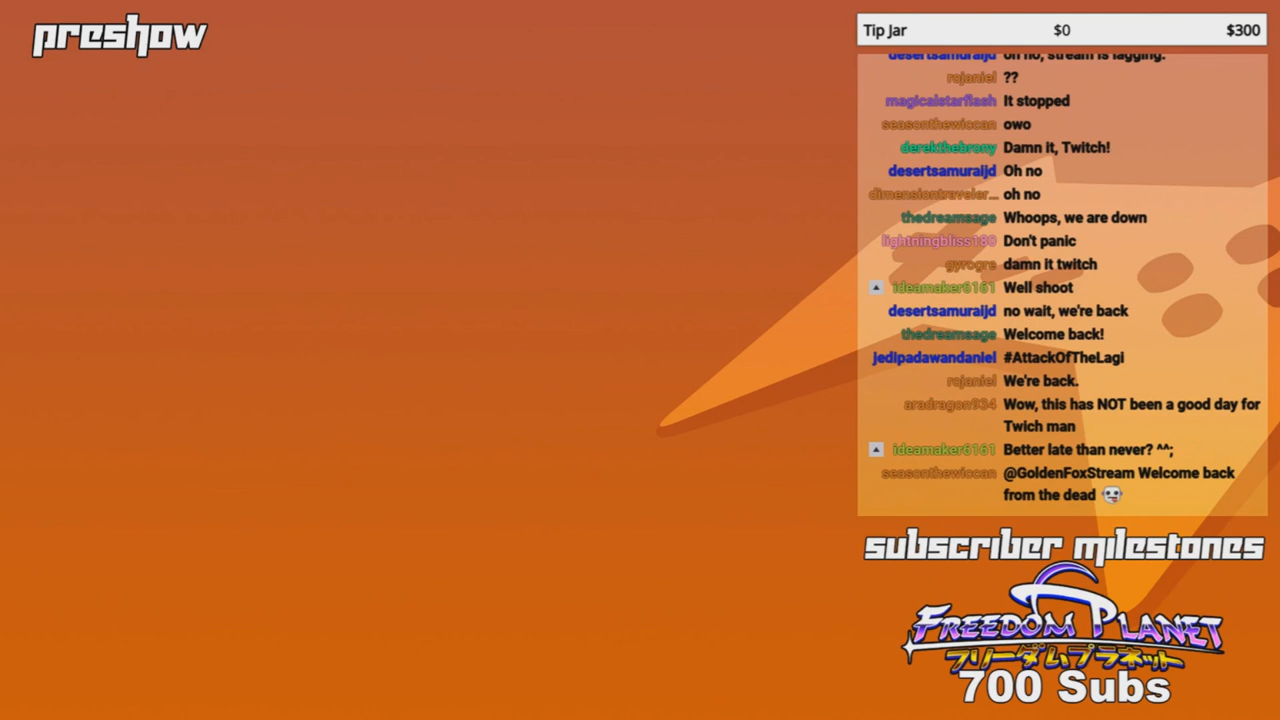 preshow
Tip Jar $0 $300
desertsamuraijd oh no, stream is lagging.
rojaniel ??
magicalstarflash It stopped
seasonthewiccan owo
derekthebrony Damn it, Twitch!
desertsamuraijd Oh no
dimensiontraveler... oh no
thedreamsage Whoops, we are down
lightningbliss180 Don't panic
gyrogre damn it twitch
ideamaker6161 Well shoot
desertsamuraijd no wait, we're back
thedreamsage Welcome back!
jedipadawandaniel #AttackOfTheLagi
rojaniel We're back.
aradragon934 Wow, this has NOT been a good day for
Twich man
ideamaker6161 Better late than never? ^^;
seasonthewiccan @GoldenFoxStream Welcome back
from the dead
subscriber milestones
FREEDOM PLANET
フリーダムプラネット
700 Subs